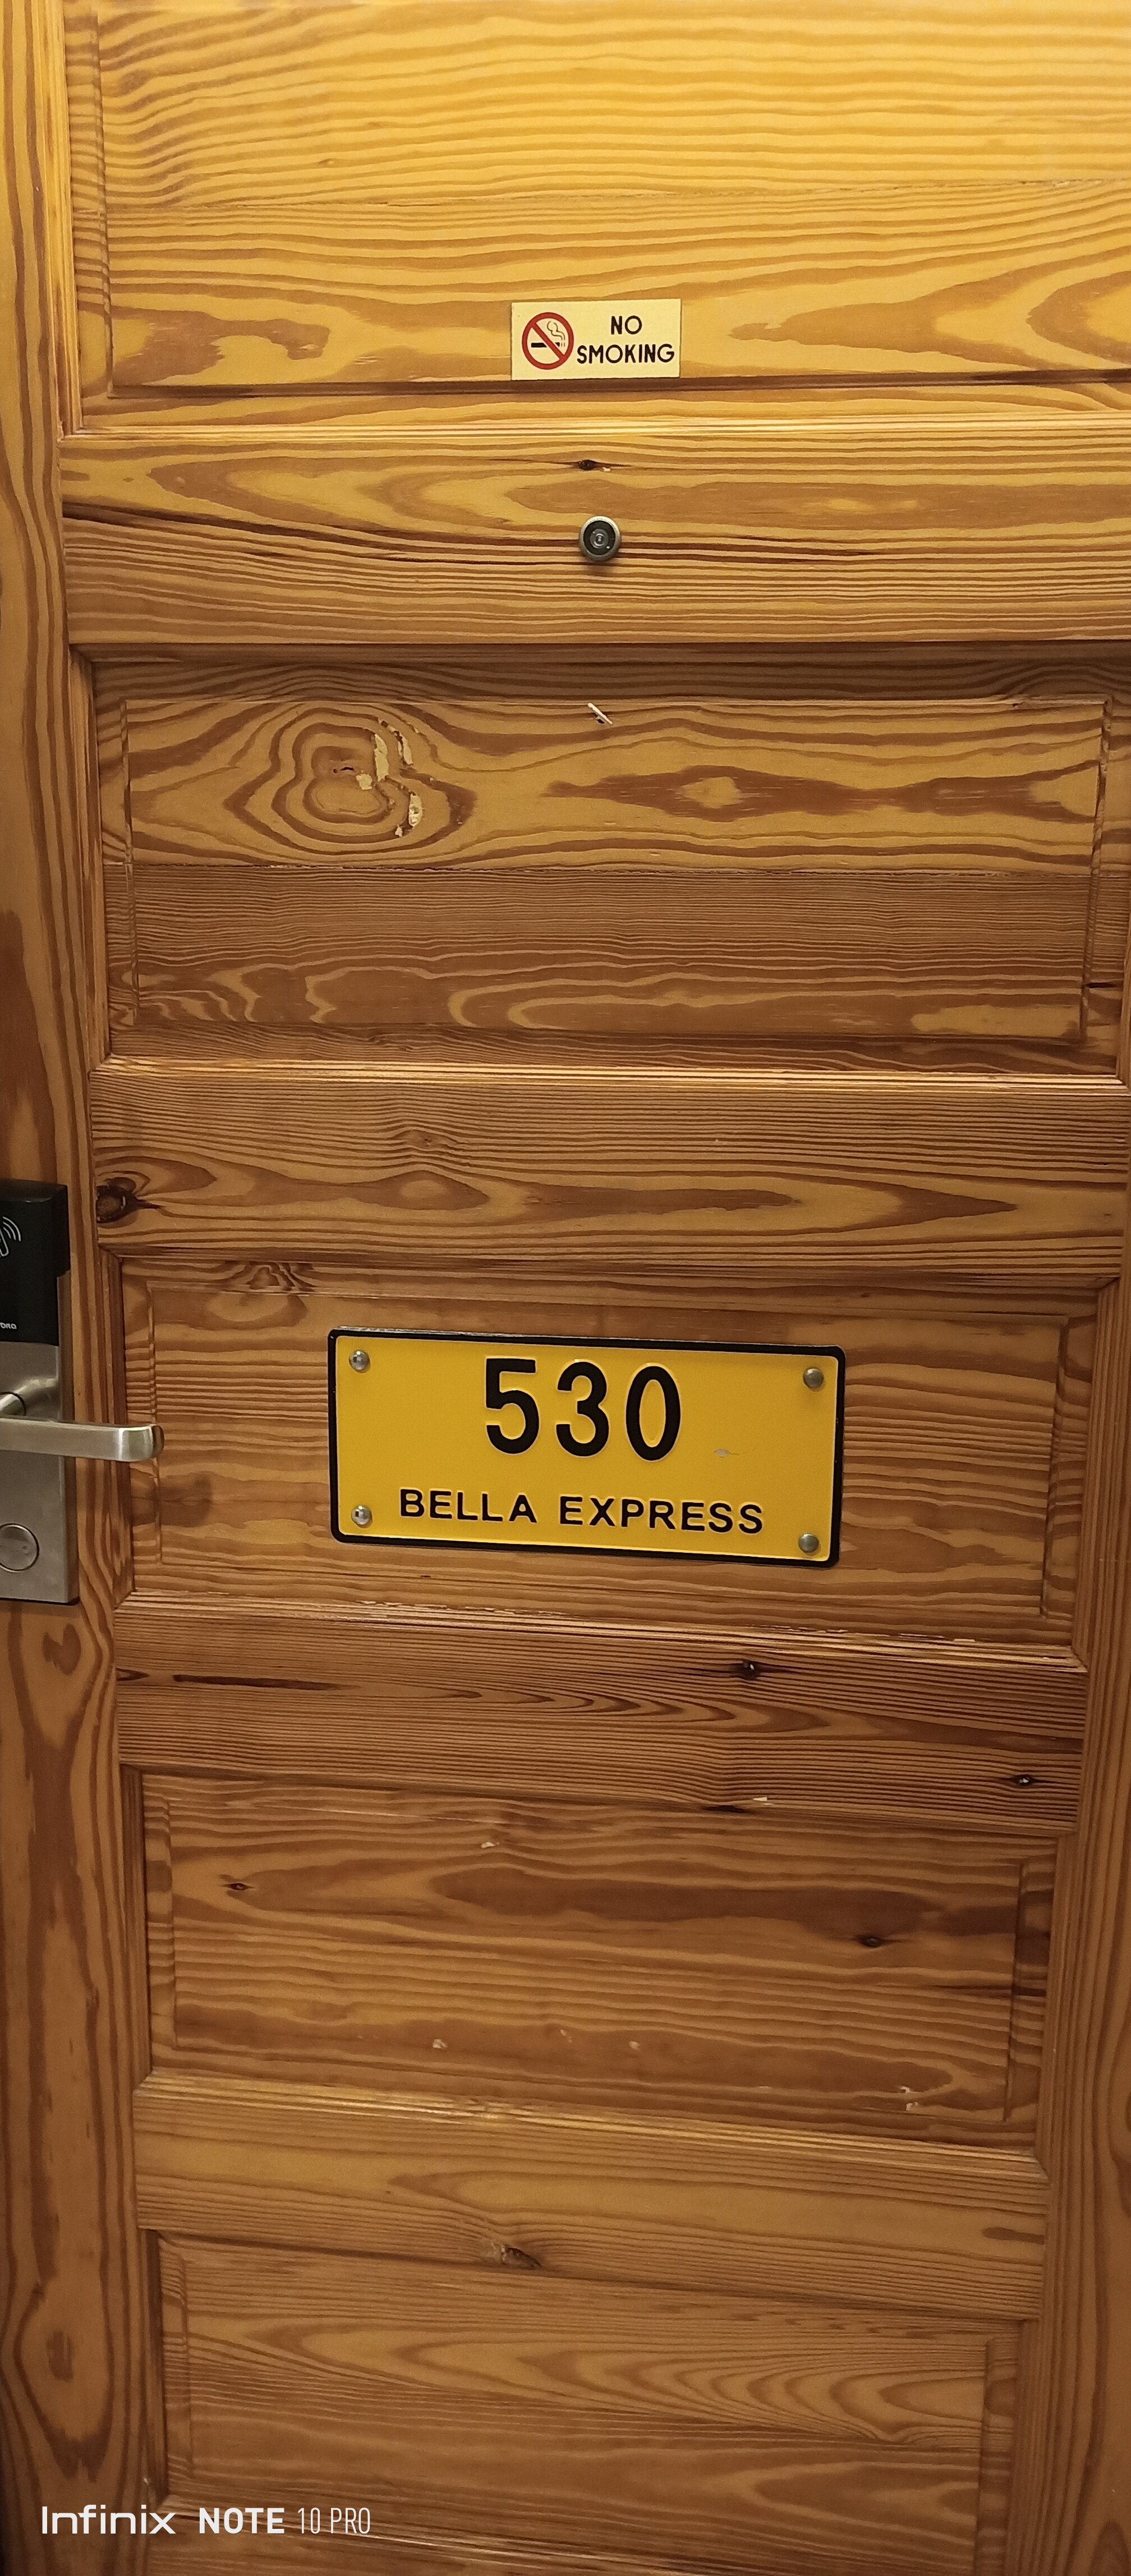 NO
SMOKING
530
BELLA EXPRESS
Infinix NOTE 10 PRO